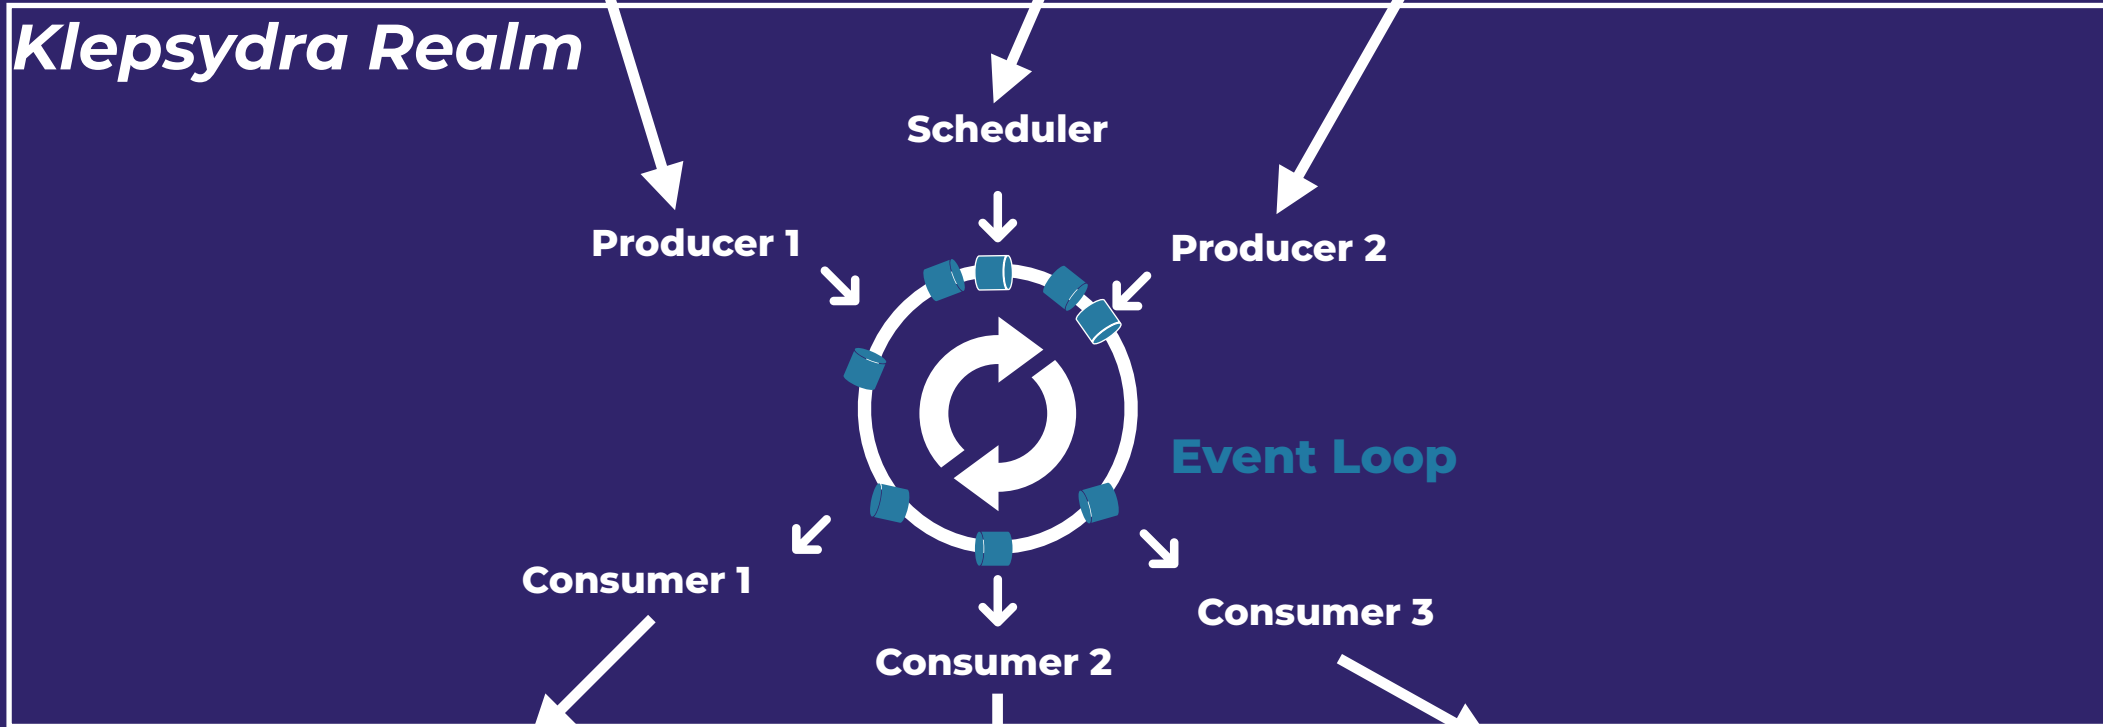 Klepsydra Realm
Scheduler
Producer 1
Producer 2
Event Loop
Consumer 1
Consumer 3
Consumer 2